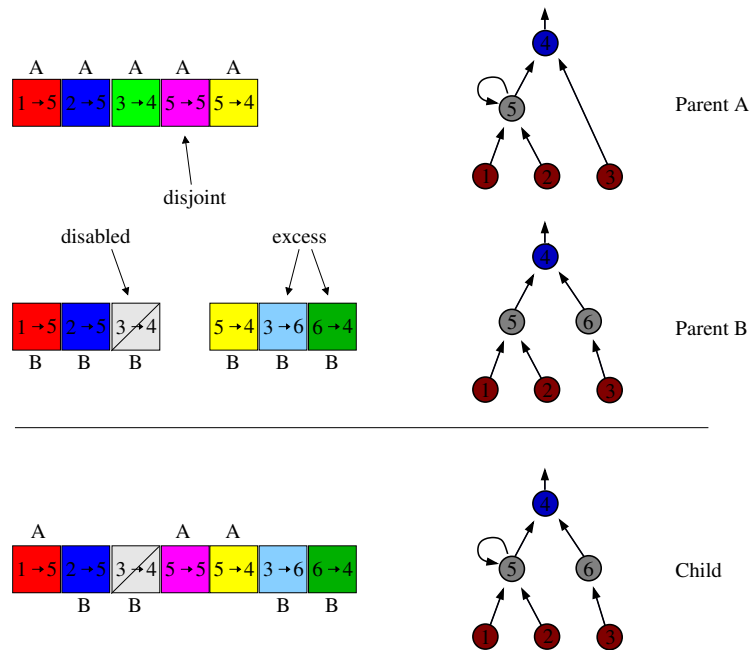 A A A A A
1→5 2→5 3→4 5→5 5→4
disjoint
4
5
1 2 3
Parent A
disabled excess
1→5 2→5 3→4 5→4 3→6 6→4
B B B B B B
4
5 6
1 2 3
Parent B
A A A
1→5 2→5 3→4 5→5 5→4 3→6 6→4
B B B B
4
5 6
1 2 3
Child